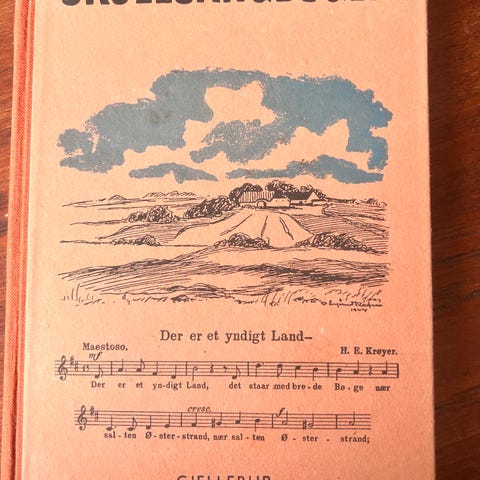 Der er et yndigt Land—
Maestoso.
H. E. Krøyer.
mf
Der er et yn-digt Land, det staar med bre-de Bø-ge nær
cresc. f
sal-ten Ø-ster-strand, nær sal-ten Ø-ster-strand;